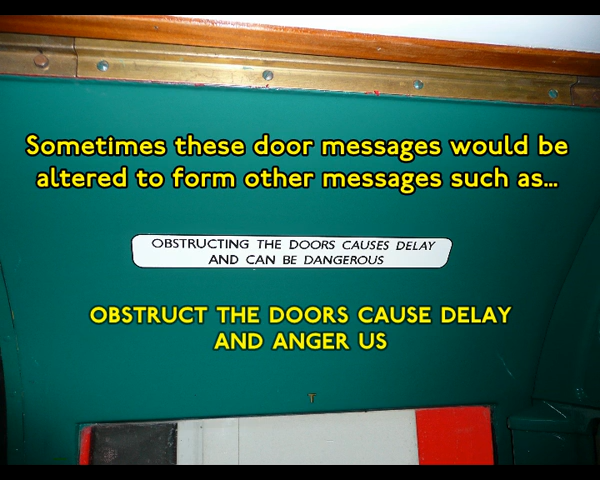 Sometimes these door messages would be
altered to form other messages such as...
OBSTRUCTING THE DOORS CAUSES DELAY
AND CAN BE DANGEROUS
OBSTRUCT THE DOORS CAUSE DELAY
AND ANGER US